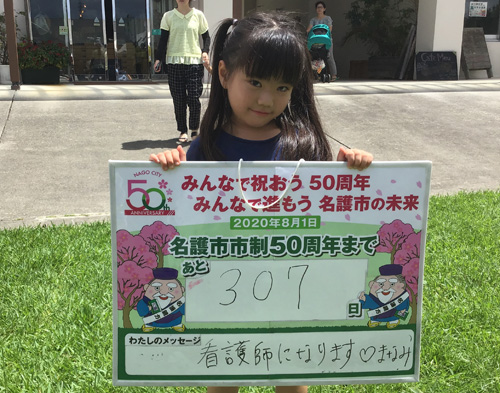 NAGO CITY
50th
ANNIVERSARY
みんなで祝おう 50周年
みんなで進もう 名護市の未来
2020年8月1日
名護市市制50周年まで
あと
307
日
わたしのメッセージ
看護師になります♡まなみ